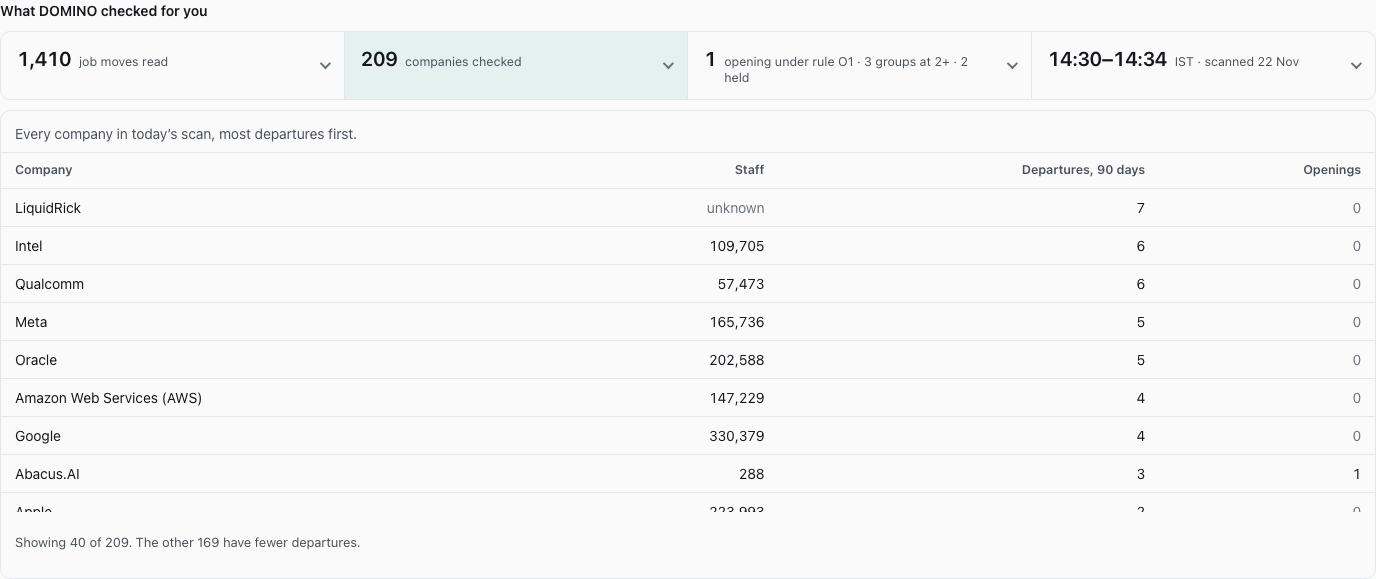 What DOMINO checked for you
1,410 job moves read
209 companies checked
1 opening under rule O1 · 3 groups at 2+ · 2
held
14:30–14:34 IST · scanned 22 Nov
Every company in today's scan, most departures first.
Company Staff Departures, 90 days Openings
LiquidRick unknown 7 0
Intel 109,705 6 0
Qualcomm 57,473 6 0
Meta 165,736 5 0
Oracle 202,588 5 0
Amazon Web Services (AWS) 147,229 4 0
Google 330,379 4 0
Abacus.AI 288 3 1
Apple 223,993 2 0
Showing 40 of 209. The other 169 have fewer departures.